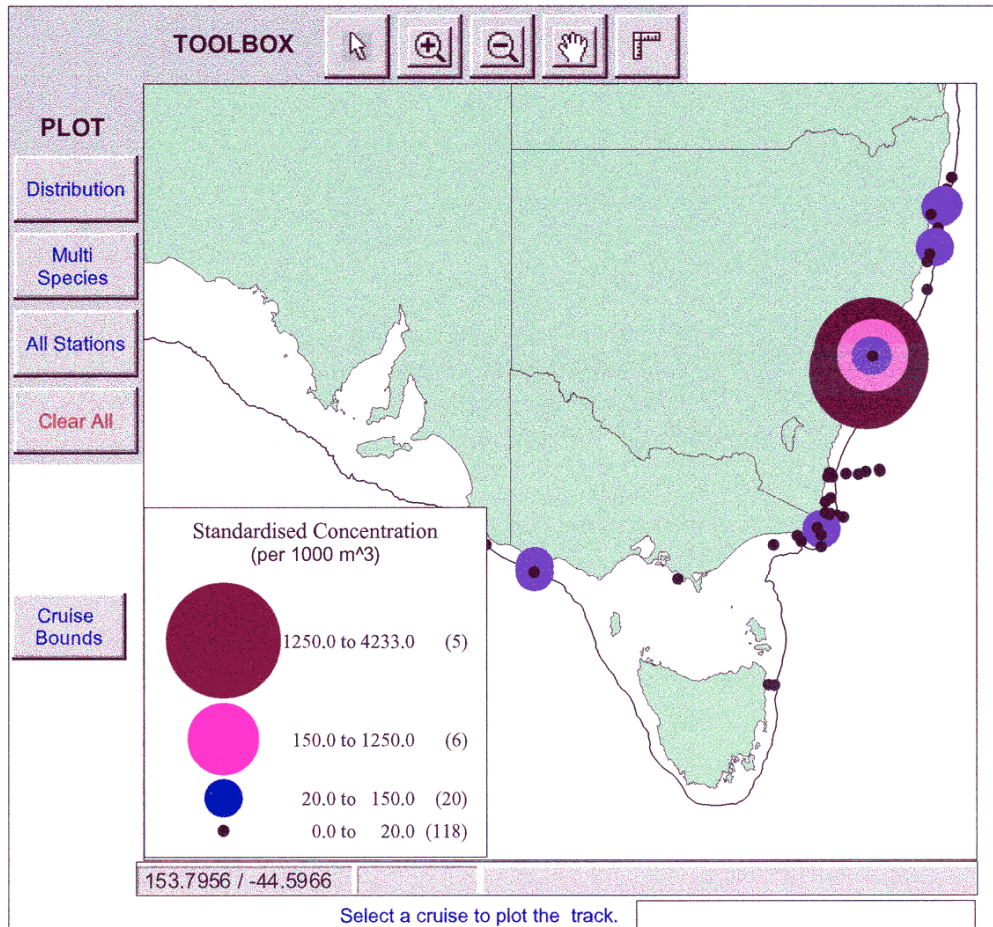 TOOLBOX
PLOT
Distribution
Multi
Species
All Stations
Clear All
Cruise
Bounds
Standardised Concentration
(per 1000 m^3)
1250.0 to 4233.0 (5)
150.0 to 1250.0 (6)
20.0 to 150.0 (20)
0.0 to 20.0 (118)
153.7956 / -44.5966
Select a cruise to plot the track.